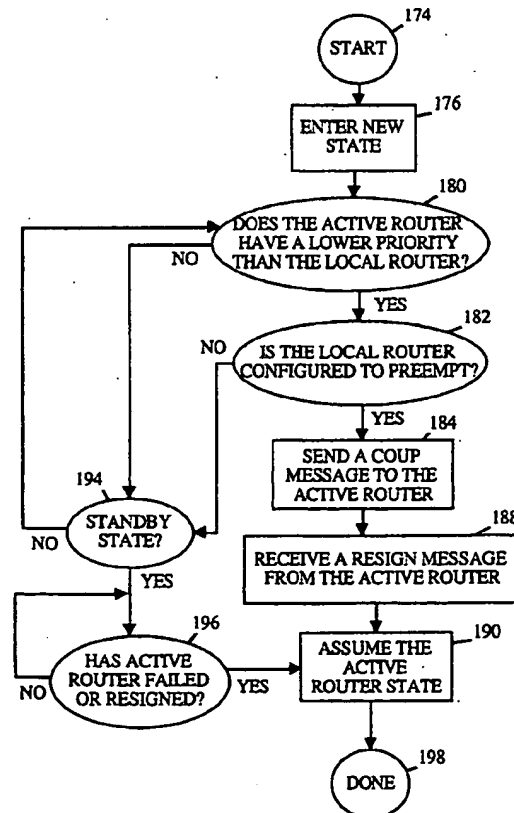 174
START
176
ENTER NEW
STATE
180
DOES THE ACTIVE ROUTER
HAVE A LOWER PRIORITY
THAN THE LOCAL ROUTER?
NO
YES
182
NO
IS THE LOCAL ROUTER
CONFIGURED TO PREEMPT?
YES
184
SEND A COUP
MESSAGE TO THE
ACTIVE ROUTER
194
STANDBY
STATE?
NO
YES
188
RECEIVE A RESIGN MESSAGE
FROM THE ACTIVE ROUTER
196
HAS ACTIVE
ROUTER FAILED
OR RESIGNED?
NO
YES
190
ASSUME THE
ACTIVE
ROUTER STATE
198
DONE